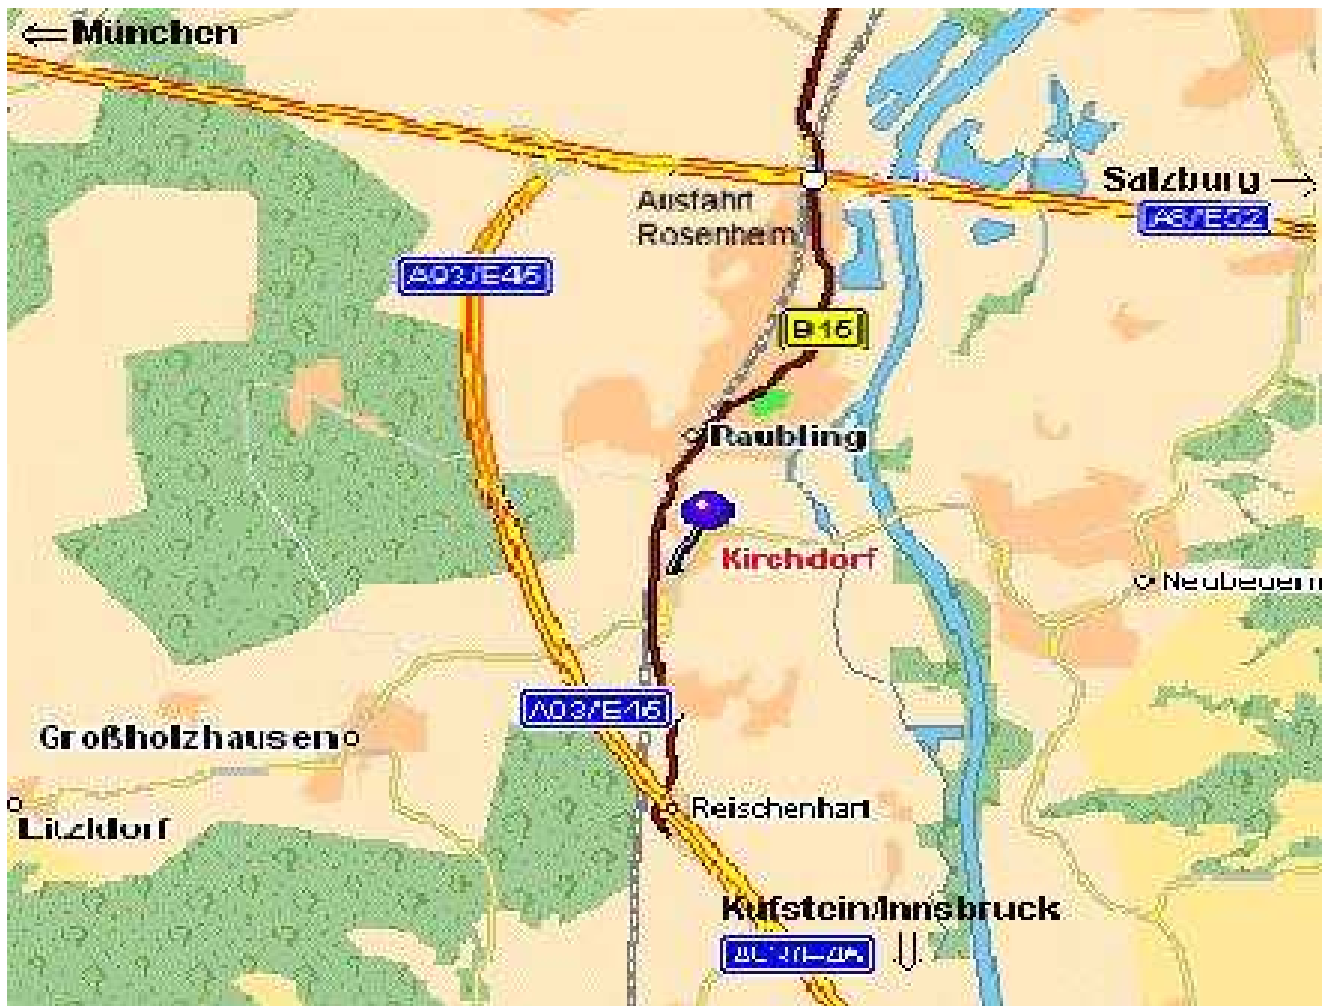 München
Salzburg
A8/E52
Ausfahrt
Rosenheim
A93/E45
B15
Raubling
Kirchdorf
Neubeuern
A93/E45
Großholzhausen
Reischenhart
Litzldorf
Kufstein/Innsbruck